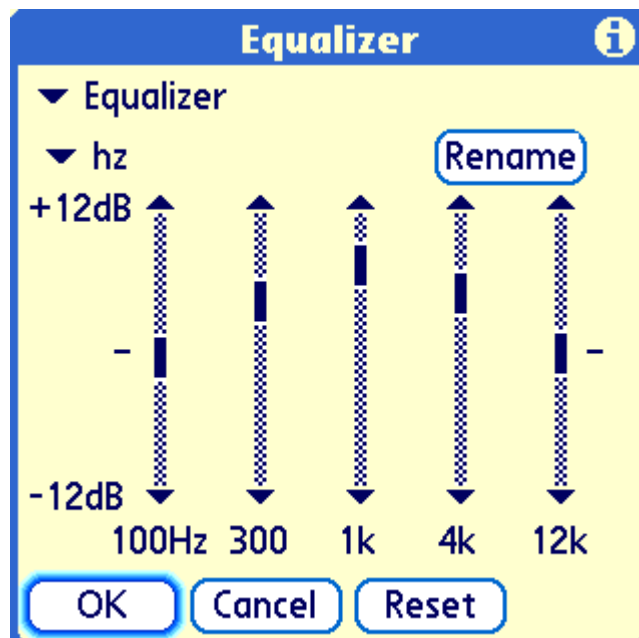 Equalizer
Equalizer
hz Rename
+12dB
-
-
-12dB
100Hz 300 1k 4k 12k
OK Cancel Reset